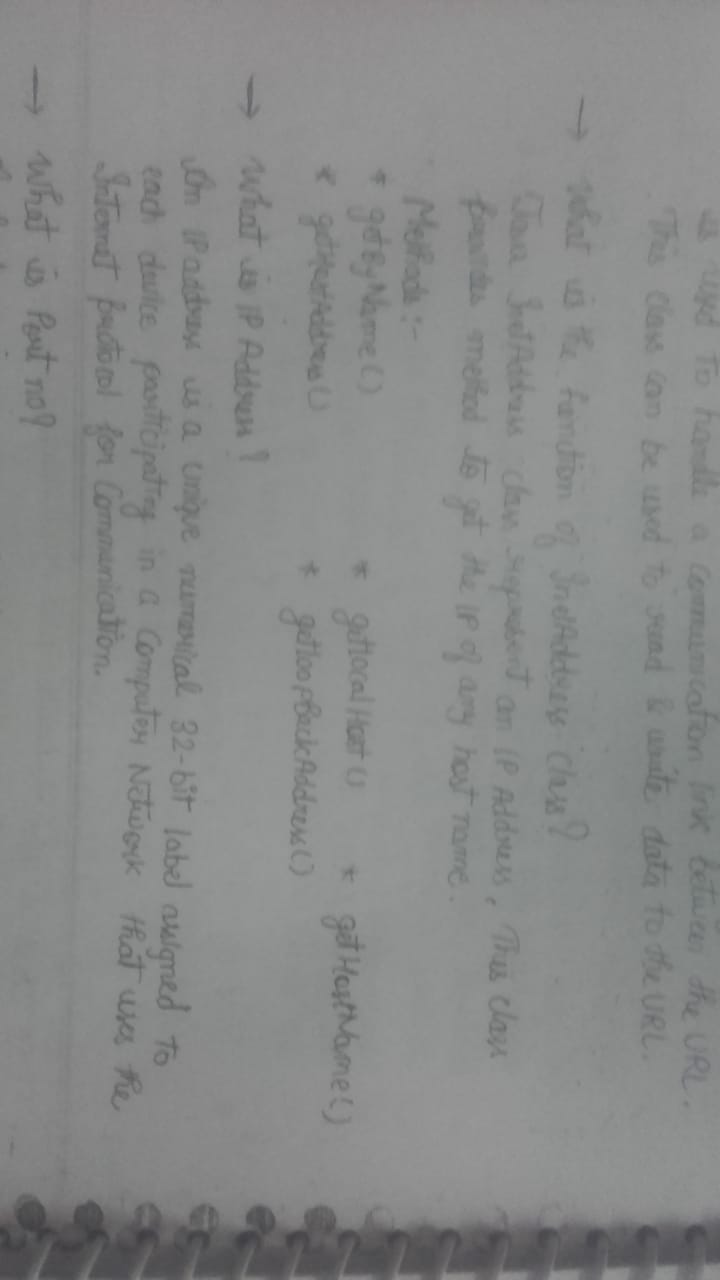 is used to handle a communication link between the URL.
This class can be used to read & write data to the URL.
→ What is the function of InetAddress class?
Java InetAddress class represent an IP Address. This class
provides method to get the IP of any host name.
Methods:-
* getByName() * getlocalHost() * getHostName()
* getHostAddress() * getloopBackAddress()
→ What is IP Address?
An IP address is a unique numerical 32-bit label assigned to
each device participating in a Computer Network that uses the
Internet protocol for Communication.
→ What is Port no?